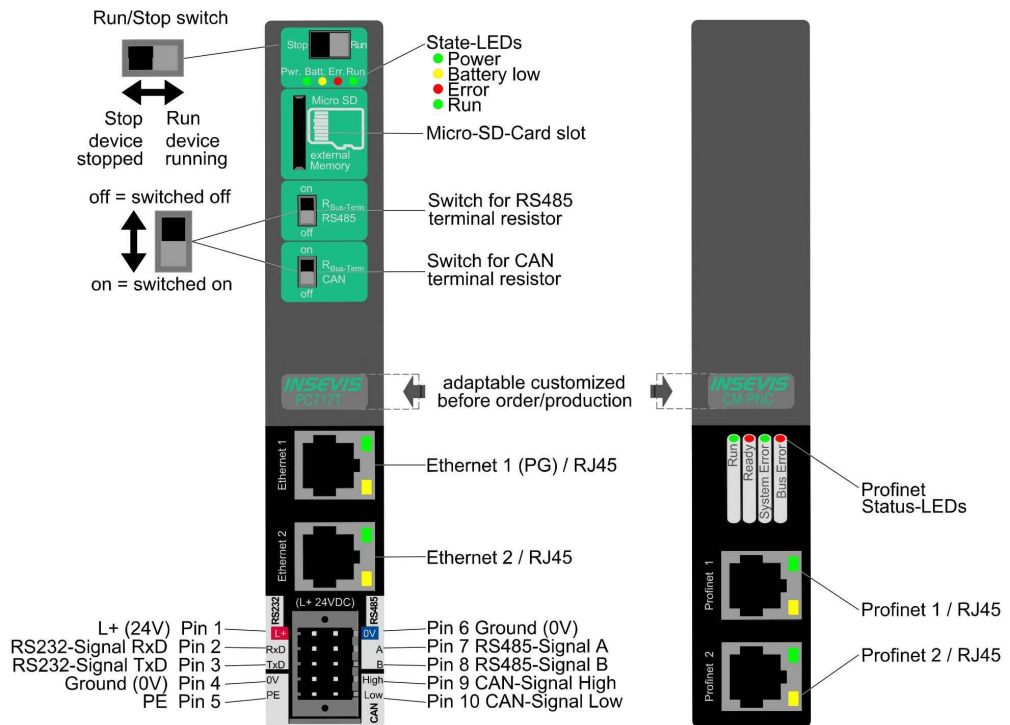 Run/Stop switch
Stop
device
stopped
Run
device
running
off = switched off
on = switched on
Stop
Run
Pwr. Batt. Err. Run
Micro SD
external
Memory
on
RBus-Term.
RS485
off
on
RBus-Term.
CAN
off
State-LEDs
Power
Battery low
Error
Run
Micro-SD-Card slot
Switch for RS485
terminal resistor
Switch for CAN
terminal resistor
INSEVIS
PC717T
adaptable customized
before order/production
INSEVIS
CM-PNC
Ethernet 1
Ethernet 1 (PG) / RJ45
Ethernet 2
Ethernet 2 / RJ45
Run
Ready
System Error
Bus Error
Profinet
Status-LEDs
Profinet 1
Profinet 1 / RJ45
Profinet 2
Profinet 2 / RJ45
RS232
(L+ 24VDC)
RS485
L+ (24V) Pin 1
RS232-Signal RxD Pin 2
RS232-Signal TxD Pin 3
Ground (0V) Pin 4
PE Pin 5
L+
RxD
TxD
0V
PE
0V
A
B
High
Low
CAN
Pin 6 Ground (0V)
Pin 7 RS485-Signal A
Pin 8 RS485-Signal B
Pin 9 CAN-Signal High
Pin 10 CAN-Signal Low